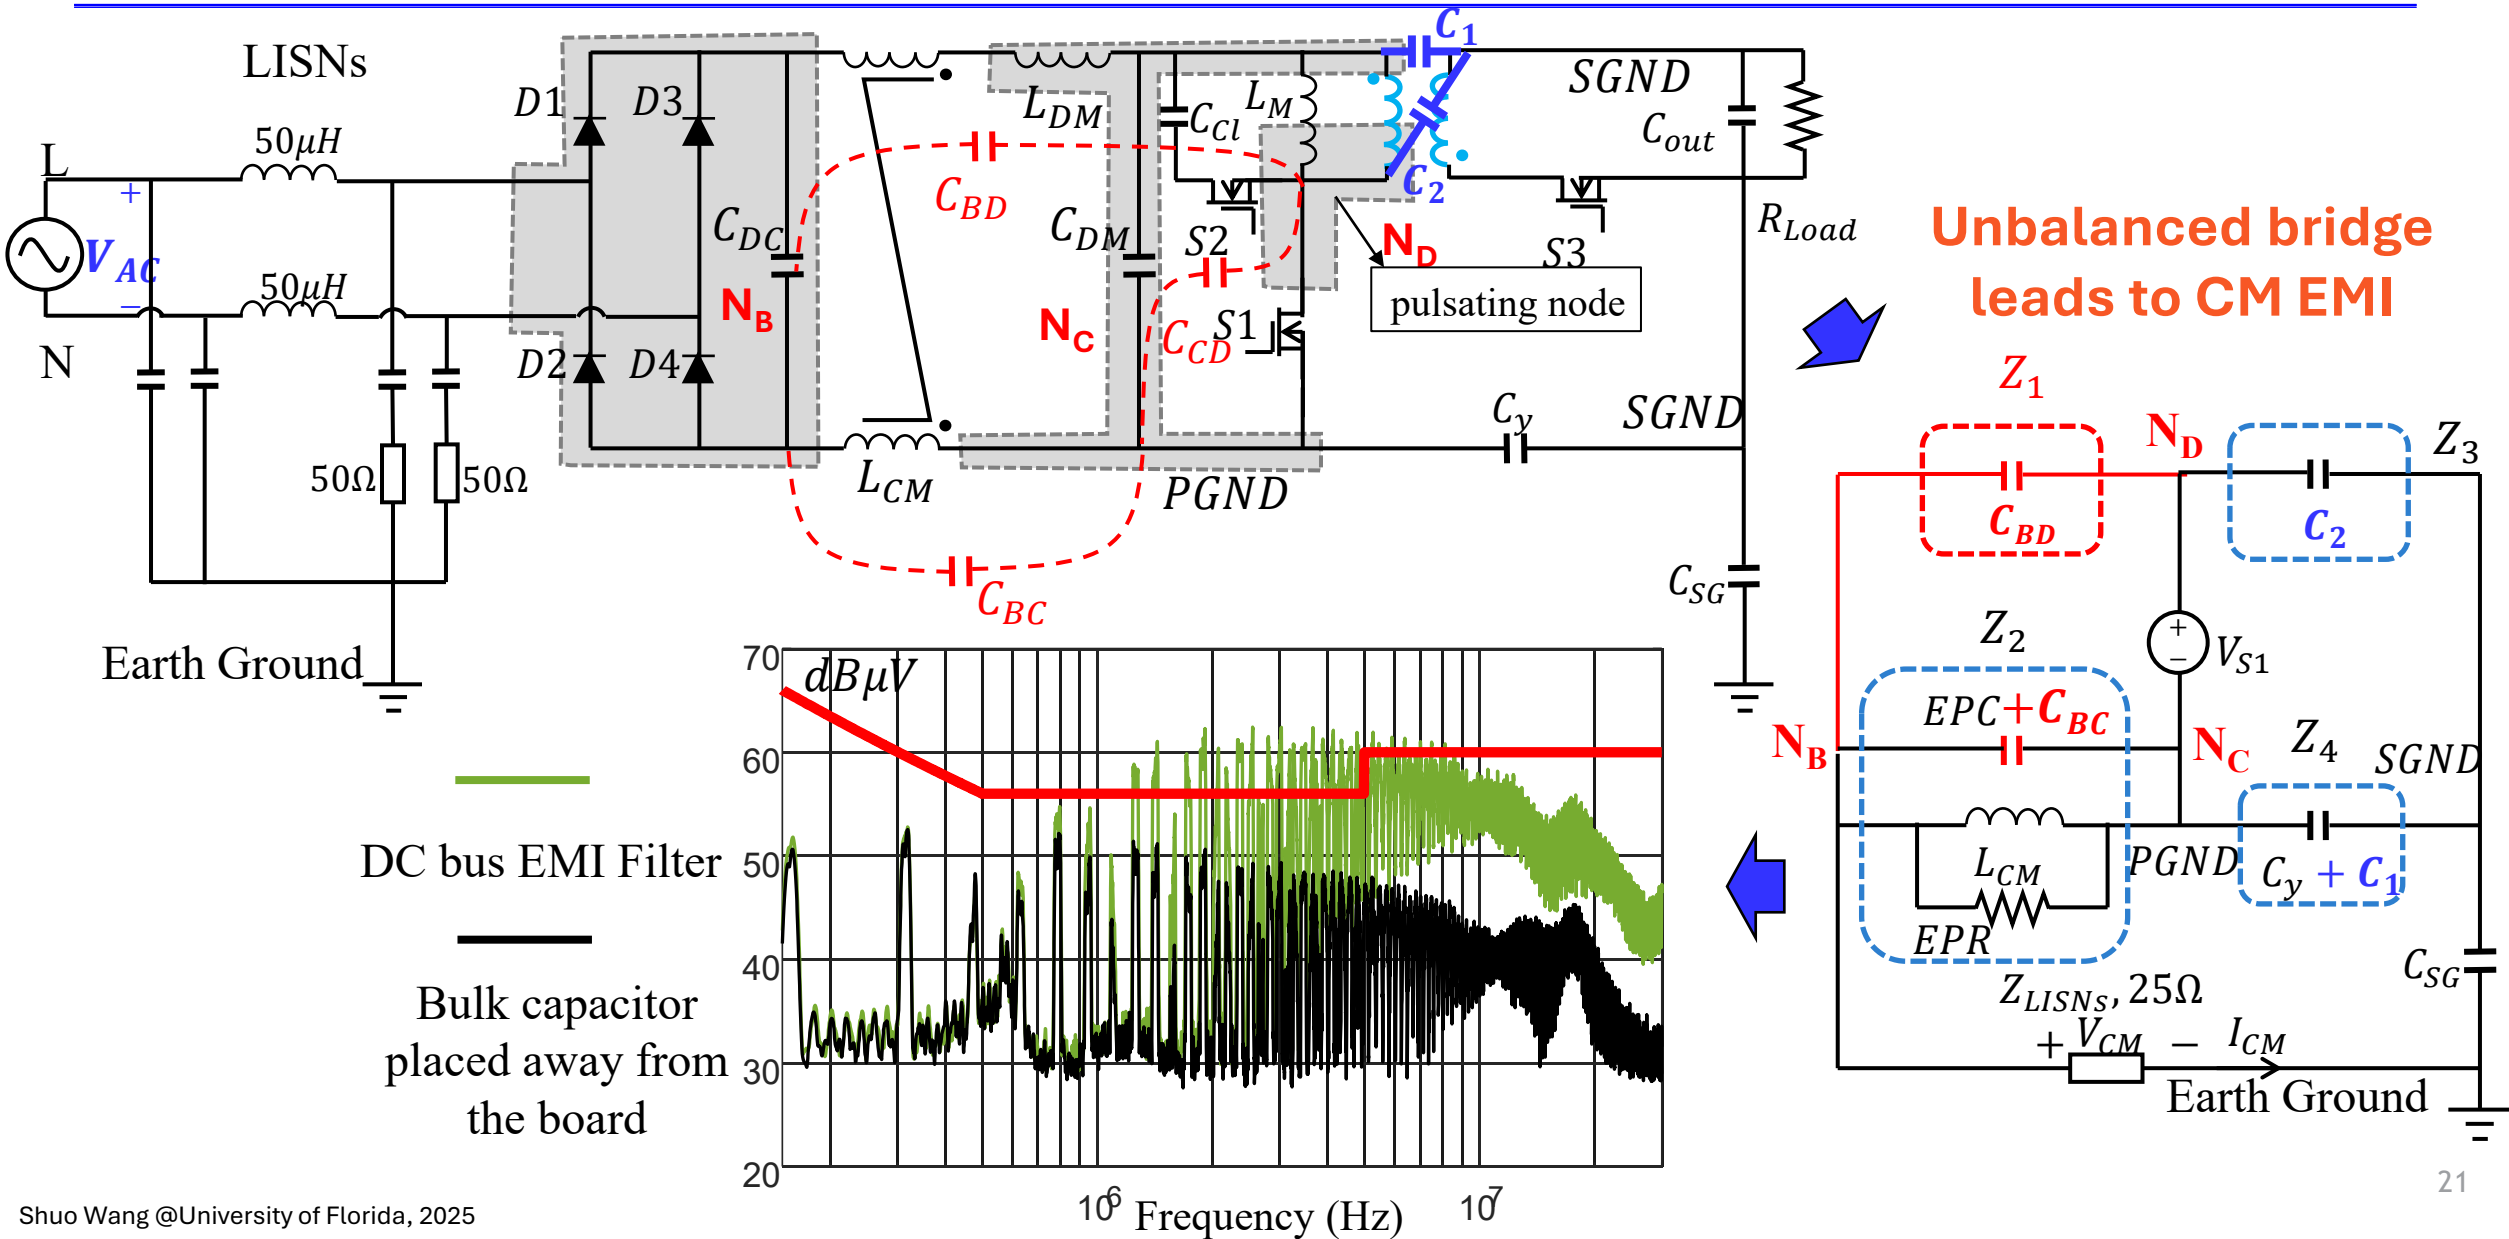 LISNs
C₁
SGND
D1
D3
L_DM
L_M
C_Cl
C_out
50μH
L
+
V_AC
−
C_BD
C_2
C_DC
C_DM
S2
N_D
S3
R_Load
50μH
N_B
N_C
C_CD
S1
pulsating node
Unbalanced bridge
leads to CM EMI
N
D2
D4
C_y
SGND
50Ω
50Ω
L_CM
PGND
C_BC
C_SG
Earth Ground
Z_1
N_D
Z_3
C_BD
C_2
Z_2
+
−
V_S1
EPC+C_BC
N_B
N_C
Z_4
SGND
L_CM
PGND
C_y + C_1
EPR
C_SG
Z_LISNs, 25Ω
+ V_CM − I_CM
Earth Ground
dBμV
70
60
50
40
30
20
10⁶
10⁷
Frequency (Hz)
DC bus EMI Filter
Bulk capacitor
placed away from
the board
21
Shuo Wang @University of Florida, 2025